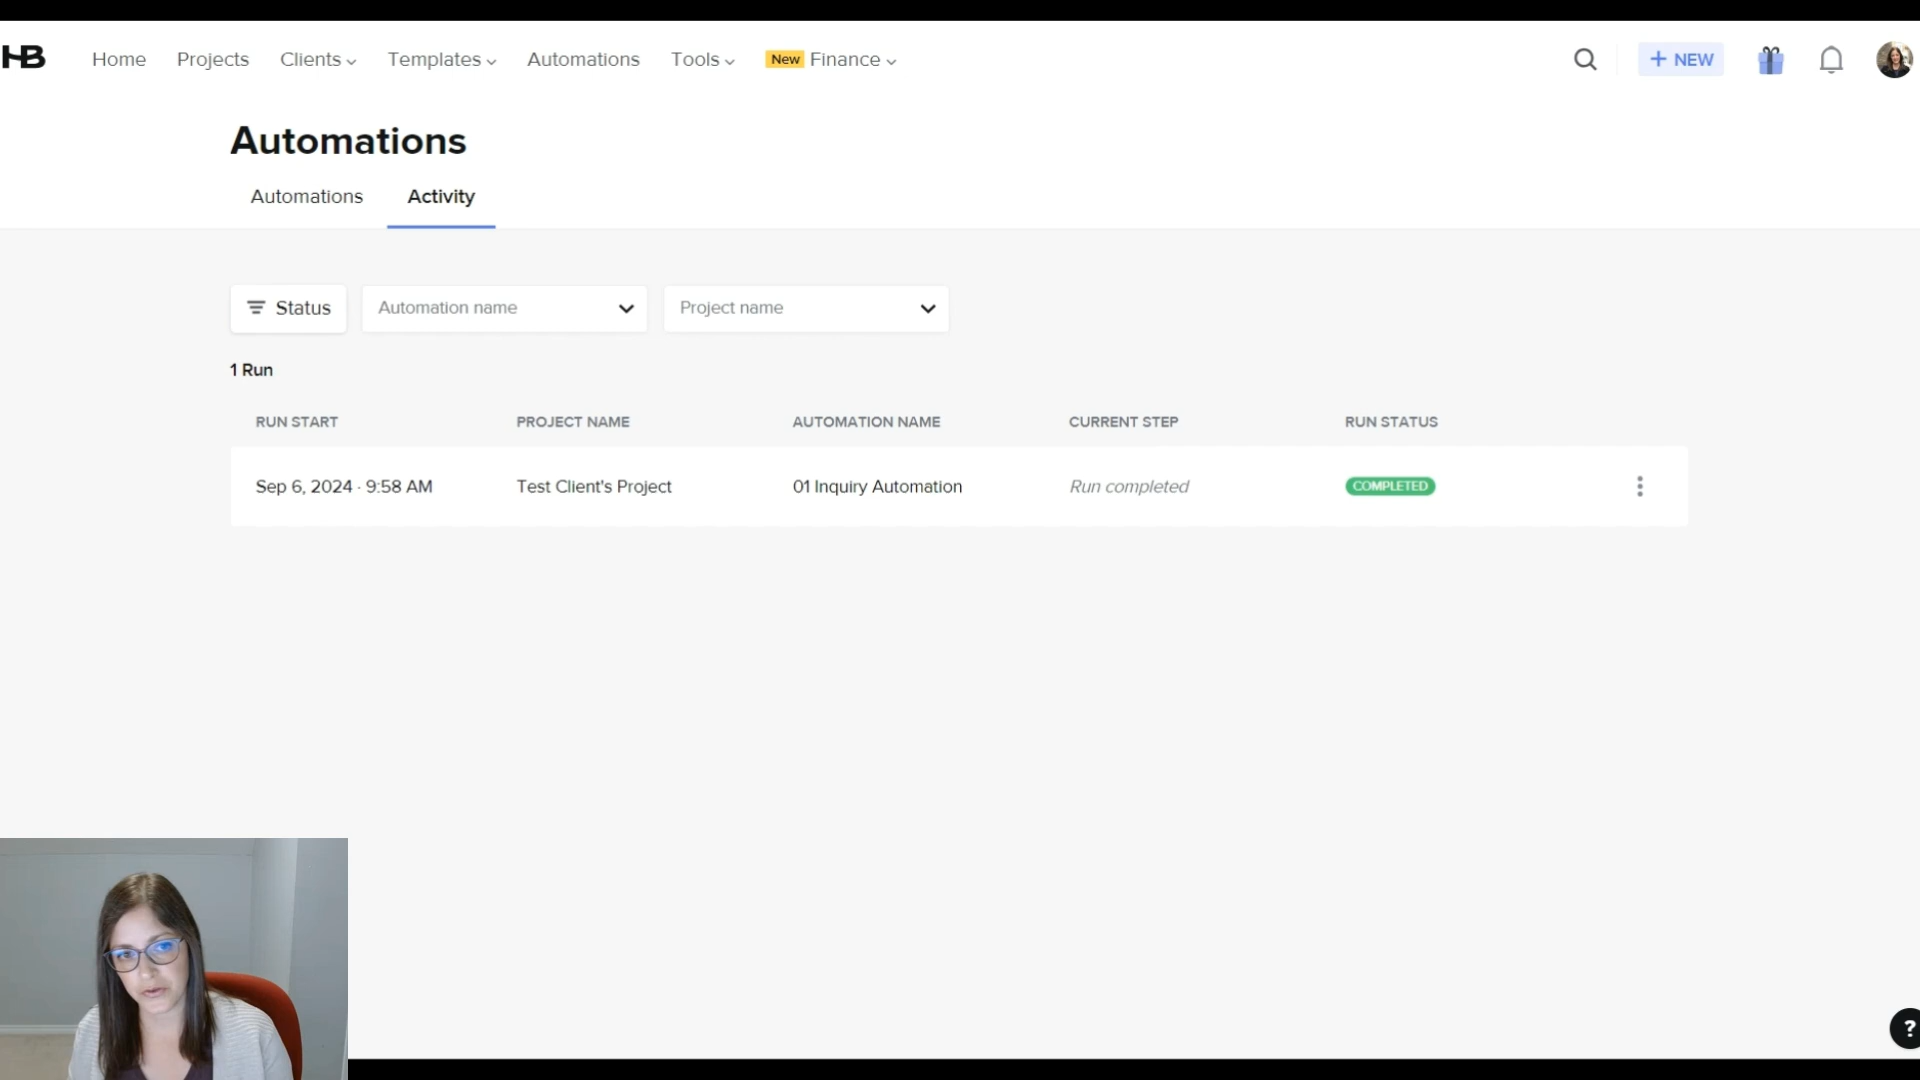 HB Home Projects Clients Templates Automations Tools New Finance + NEW
Automations
Automations Activity
Status Automation name Project name
1 Run
RUN START PROJECT NAME AUTOMATION NAME CURRENT STEP RUN STATUS
Sep 6, 2024 · 9:58 AM Test Client's Project 01 Inquiry Automation Run completed COMPLETED
?